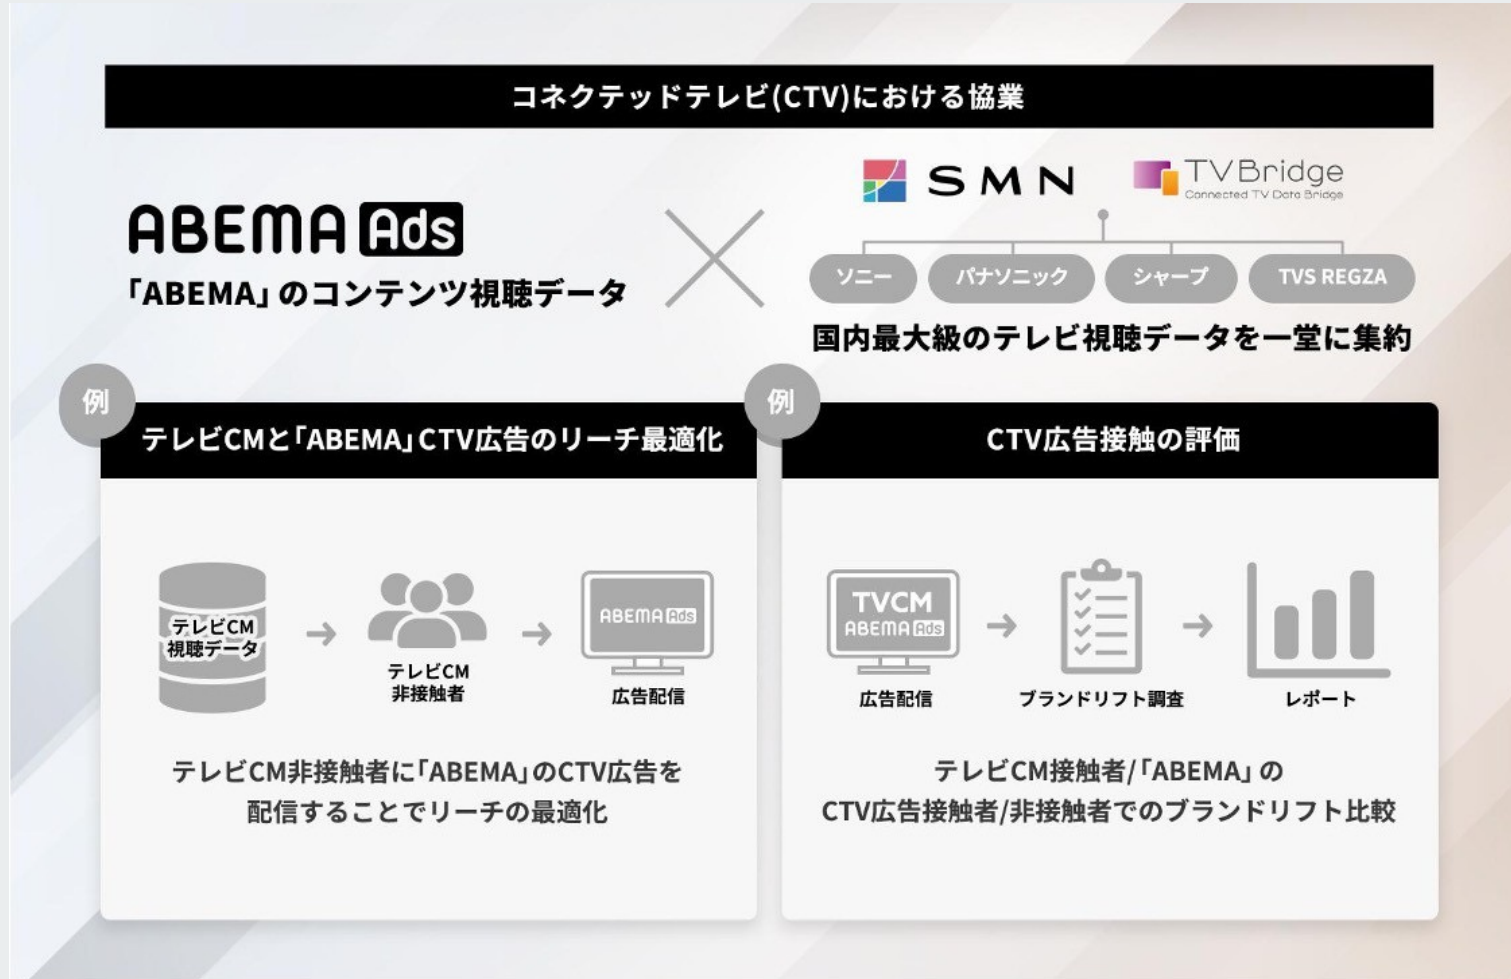 コネクテッドテレビ(CTV)における協業
ABEMA Ads
「ABEMA」のコンテンツ視聴データ
SMN
TVBridge
Connected TV Data Bridge
ソニー
パナソニック
シャープ
TVS REGZA
国内最大級のテレビ視聴データを一堂に集約
例
テレビCMと「ABEMA」CTV広告のリーチ最適化
テレビCM
視聴データ
テレビCM
非接触者
ABEMA Ads
広告配信
テレビCM非接触者に「ABEMA」のCTV広告を
配信することでリーチの最適化
例
CTV広告接触の評価
TVCM
ABEMA Ads
広告配信
ブランドリフト調査
レポート
テレビCM接触者/「ABEMA」の
CTV広告接触者/非接触者でのブランドリフト比較